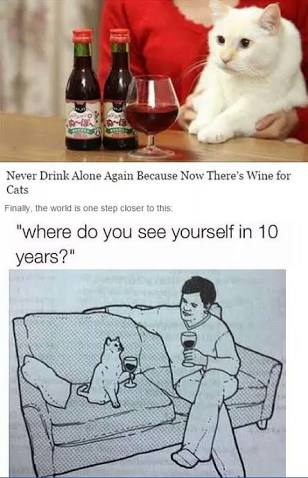 Never Drink Alone Again Because Now There's Wine for
Cats
Finally, the world is one step closer to this:
"where do you see yourself in 10
years?"